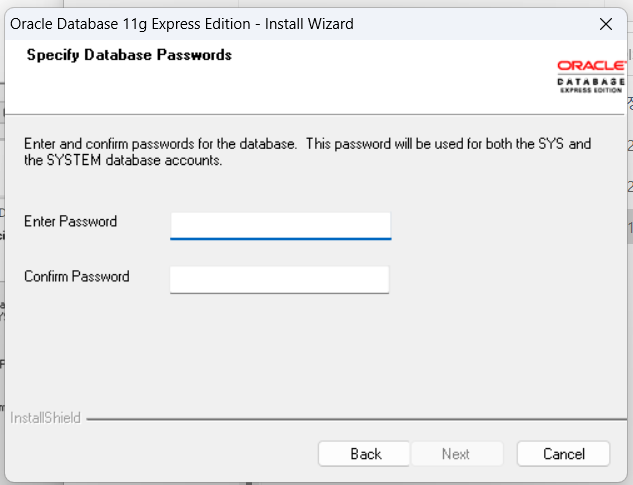 Oracle Database 11g Express Edition - Install Wizard
Specify Database Passwords
ORACLE
DATABASE
EXPRESS EDITION
Enter and confirm passwords for the database. This password will be used for both the SYS and
the SYSTEM database accounts.
Enter Password
Confirm Password
InstallShield
Back
Next
Cancel